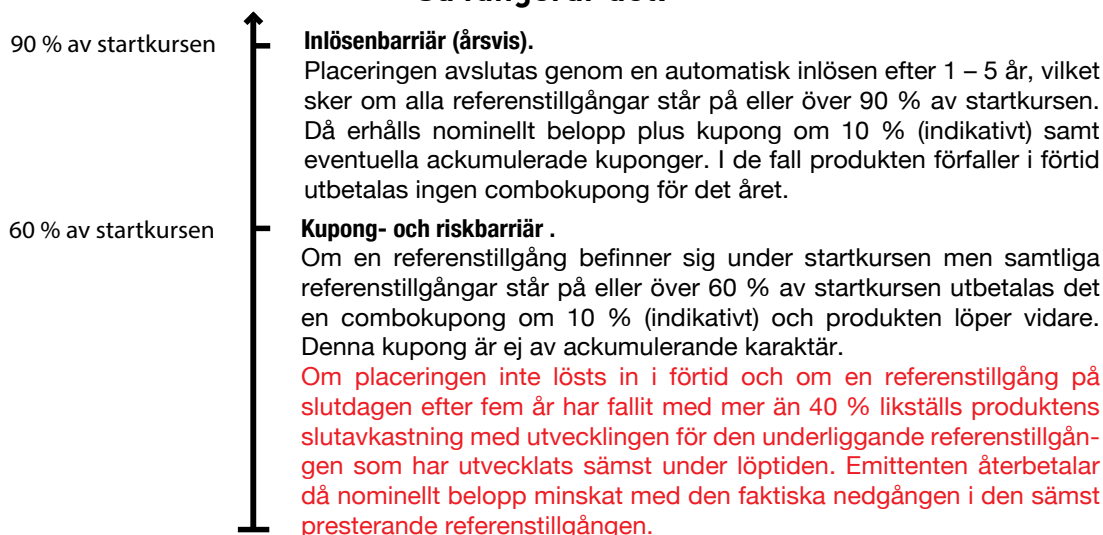 90 % av startkursen
Inlösenbarriär (årsvis).
Placeringen avslutas genom en automatisk inlösen efter 1 – 5 år, vilket
sker om alla referenstillgångar står på eller över 90 % av startkursen.
Då erhålls nominellt belopp plus kupong om 10 % (indikativt) samt
eventuella ackumulerade kuponger. I de fall produkten förfaller i förtid
utbetalas ingen combokupong för det året.
60 % av startkursen
Kupong- och riskbarriär .
Om en referenstillgång befinner sig under startkursen men samtliga
referenstillgångar står på eller över 60 % av startkursen utbetalas det
en combokupong om 10 % (indikativt) och produkten löper vidare.
Denna kupong är ej av ackumulerande karaktär.
Om placeringen inte lösts in i förtid och om en referenstillgång på
slutdagen efter fem år har fallit med mer än 40 % likställs produktens
slutavkastning med utvecklingen för den underliggande referenstillgån-
gen som har utvecklats sämst under löptiden. Emittenten återbetalar
då nominellt belopp minskat med den faktiska nedgången i den sämst
presterande referenstillgången.